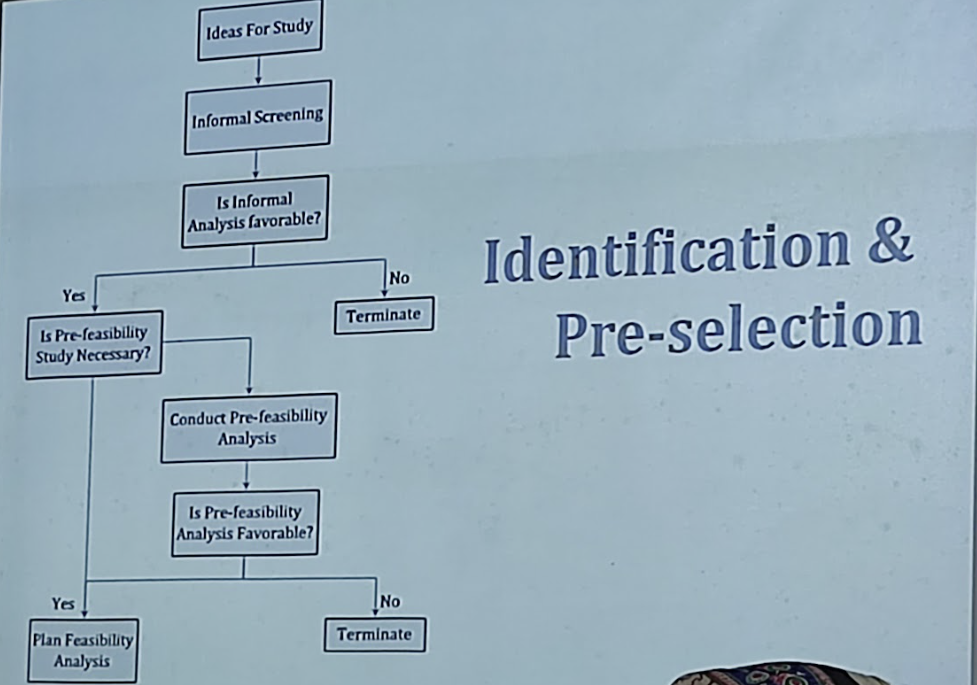 Ideas For Study
Informal Screening
Is Informal
Analysis favorable?
Yes
No
Terminate
Is Pre-feasibility
Study Necessary?
Conduct Pre-feasibility
Analysis
Is Pre-feasibility
Analysis Favorable?
Yes
No
Plan Feasibility
Analysis
Terminate
Identification &
Pre-selection